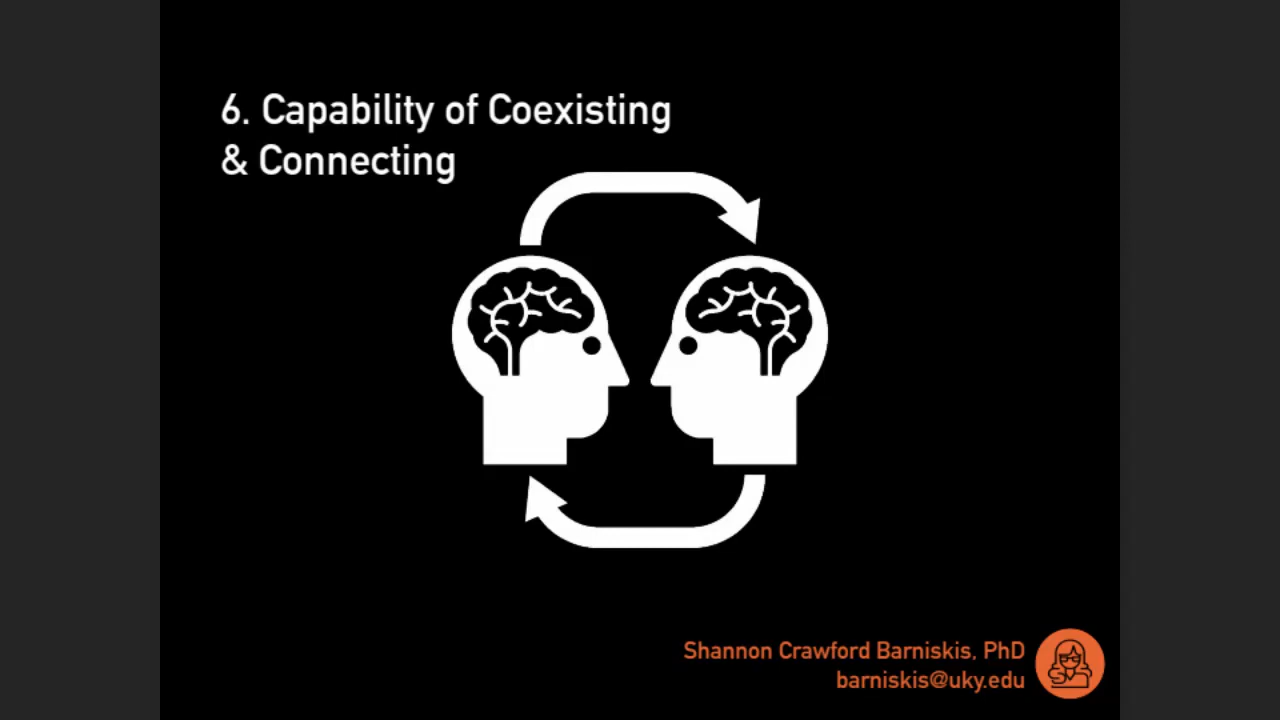 6. Capability of Coexisting
& Connecting
Shannon Crawford Barniskis, PhD
barniskis@uky.edu